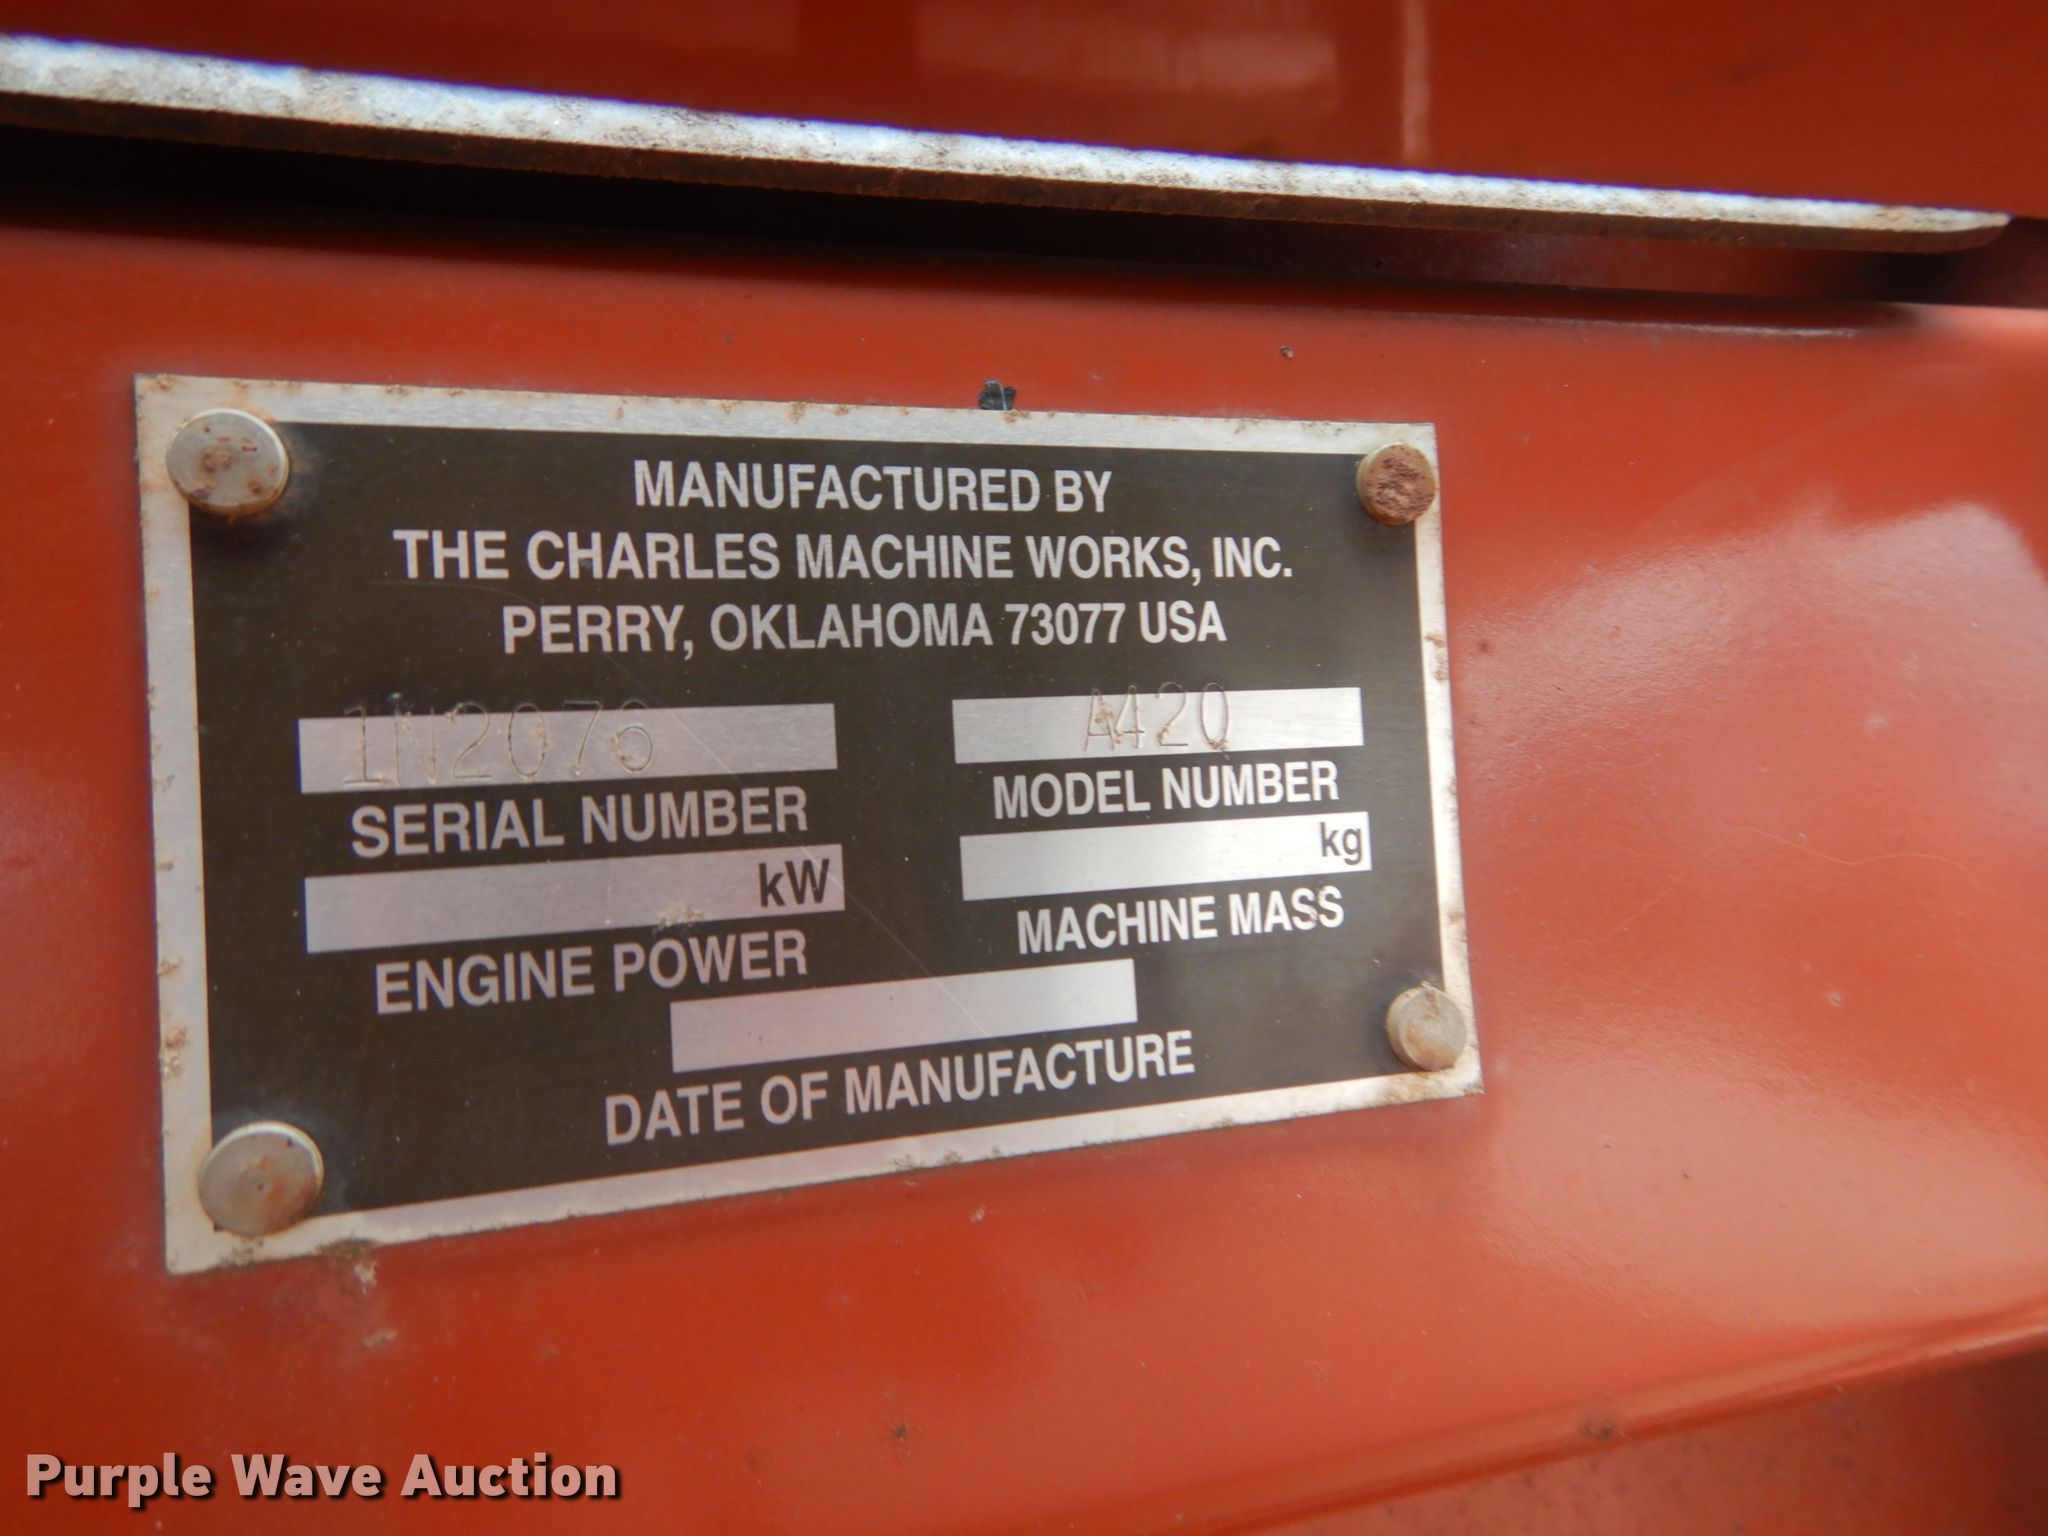 MANUFACTURED BY
THE CHARLES MACHINE WORKS, INC.
PERRY, OKLAHOMA 73077 USA
1N2076 A420
SERIAL NUMBER MODEL NUMBER
kW kg
ENGINE POWER MACHINE MASS
DATE OF MANUFACTURE
Purple Wave Auction